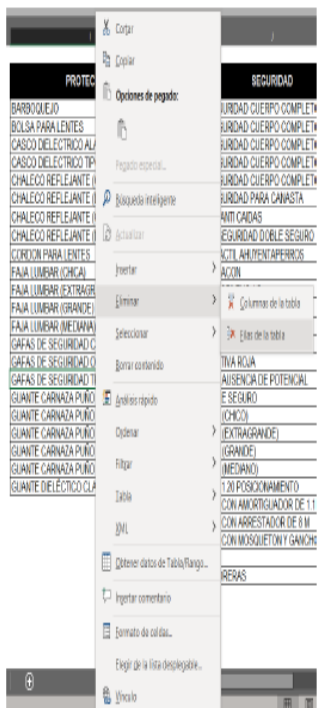 I
J
PROTEC
SEGURIDAD
BARBOQUEJO
BOLSA PARA LENTES
CASCO DIELECTRICO ALA
CASCO DIELECTRICO TIP
CHALECO REFLEJANTE (
CHALECO REFLEJANTE (
CHALECO REFLEJANTE (
CHALECO REFLEJANTE (
CORDON PARA LENTES
FAJA LUMBAR (CHICA)
FAJA LUMBAR (EXTRAGR
FAJA LUMBAR (GRANDE)
FAJA LUMBAR (MEDIANA)
GAFAS DE SEGURIDAD C
GAFAS DE SEGURIDAD O
GAFAS DE SEGURIDAD T
GUANTE CARNAZA PUÑO
GUANTE CARNAZA PUÑO
GUANTE CARNAZA PUÑO
GUANTE CARNAZA PUÑO
GUANTE DIELÉCTICO CLA
Cortar
Copiar
Opciones de pegado:
Pegado especial...
Búsqueda inteligente
Actualizar
Insertar
Eliminar
Seleccionar
Borrar contenido
Análisis rápido
Ordenar
Filtrar
Tabla
XML
Obtener datos de Tabla/Rango...
Insertar comentario
Formato de celdas...
Elegir de la lista desplegable...
Vínculo
Columnas de la tabla
Filas de la tabla
URIDAD CUERPO COMPLET
URIDAD CUERPO COMPLET
URIDAD CUERPO COMPLET
URIDAD CUERPO COMPLET
URIDAD CUERPO COMPLET
URIDAD PARA CANASTA
ANTI CAIDAS
EGURIDAD DOBLE SEGURO
ACTIL AHUYENTAPERROS
ACON
TIVA ROJA
AUSENCIA DE POTENCIAL
E SEGURO
(CHICO)
(EXTRAGRANDE)
(GRANDE)
(MEDIANO)
1.20 POSICIONAMIENTO
CON AMORTIGUADOR DE 1.1
CON ARRESTADOR DE 8 M
CON MOSQUETON Y GANCH
RERAS